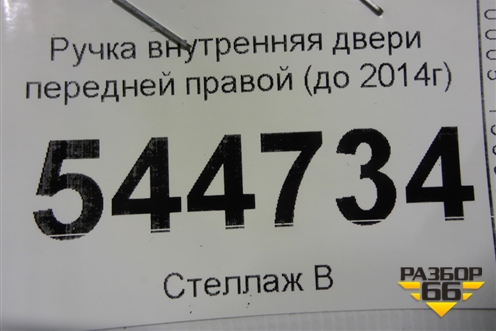 Ручка внутренняя двери
передней правой (до 2014г)
544734
Стеллаж В
РАЗБОР
66